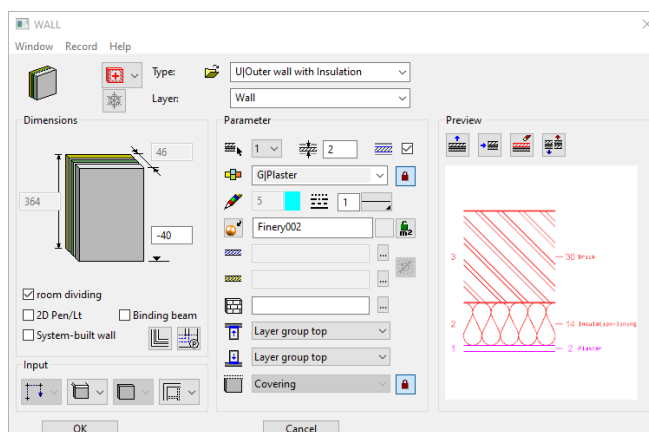 WALL
Window Record Help
Type: U|Outer wall with Insulation
Layer: Wall
Dimensions
46
364
-40
room dividing
2D Pen/Lt Binding beam
System-built wall
Input
Parameter
1 2
G|Plaster
5 1
Finery002
m2
...
...
...
Layer group top
Layer group top
Covering
Preview
3 30 Brick
2 14 Insulation-lining
1 2 Plaster
OK Cancel